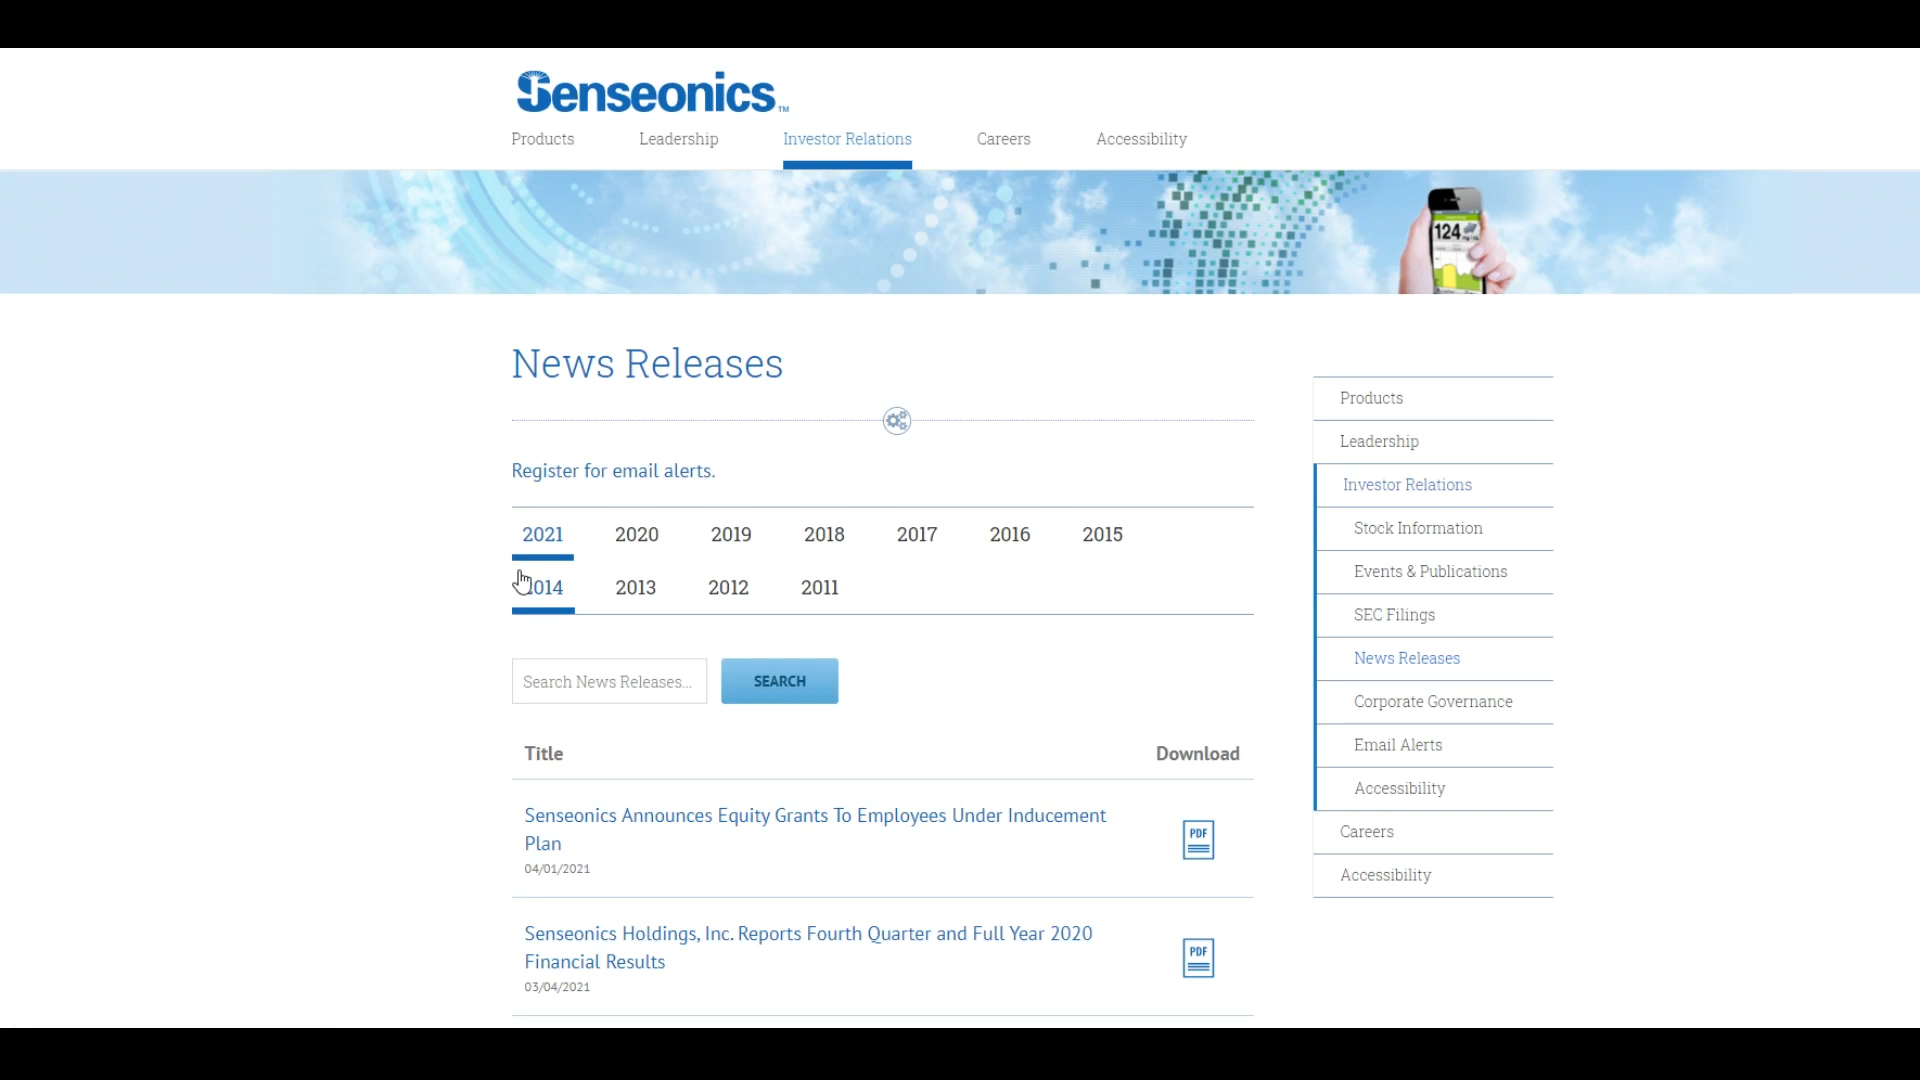 Senseonics™
Products Leadership Investor Relations Careers Accessibility
124
News Releases
Register for email alerts.
2021 2020 2019 2018 2017 2016 2015
2014 2013 2012 2011
Search News Releases... SEARCH
Title Download
Senseonics Announces Equity Grants To Employees Under Inducement
Plan
04/01/2021
PDF
Senseonics Holdings, Inc. Reports Fourth Quarter and Full Year 2020
Financial Results
03/04/2021
PDF
Products
Leadership
Investor Relations
Stock Information
Events & Publications
SEC Filings
News Releases
Corporate Governance
Email Alerts
Accessibility
Careers
Accessibility